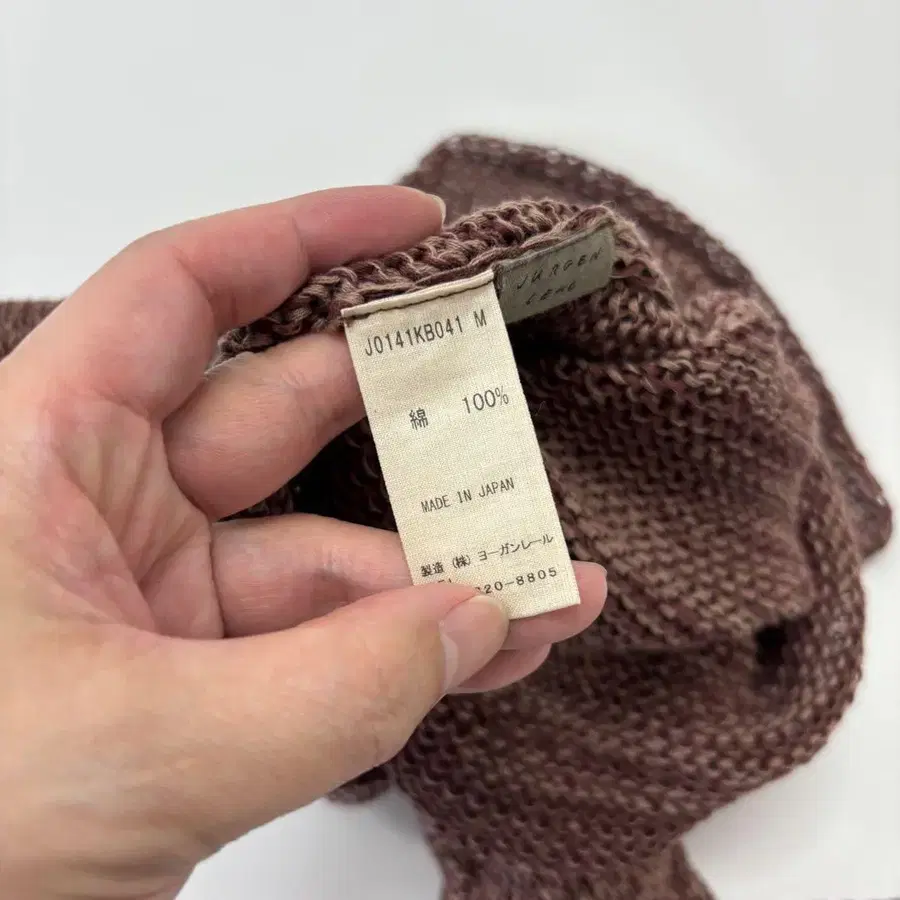 JURGEN
LEHL
J0141KB041 M
綿 100%
MADE IN JAPAN
製造 (株) ヨーガンレール
20-8805